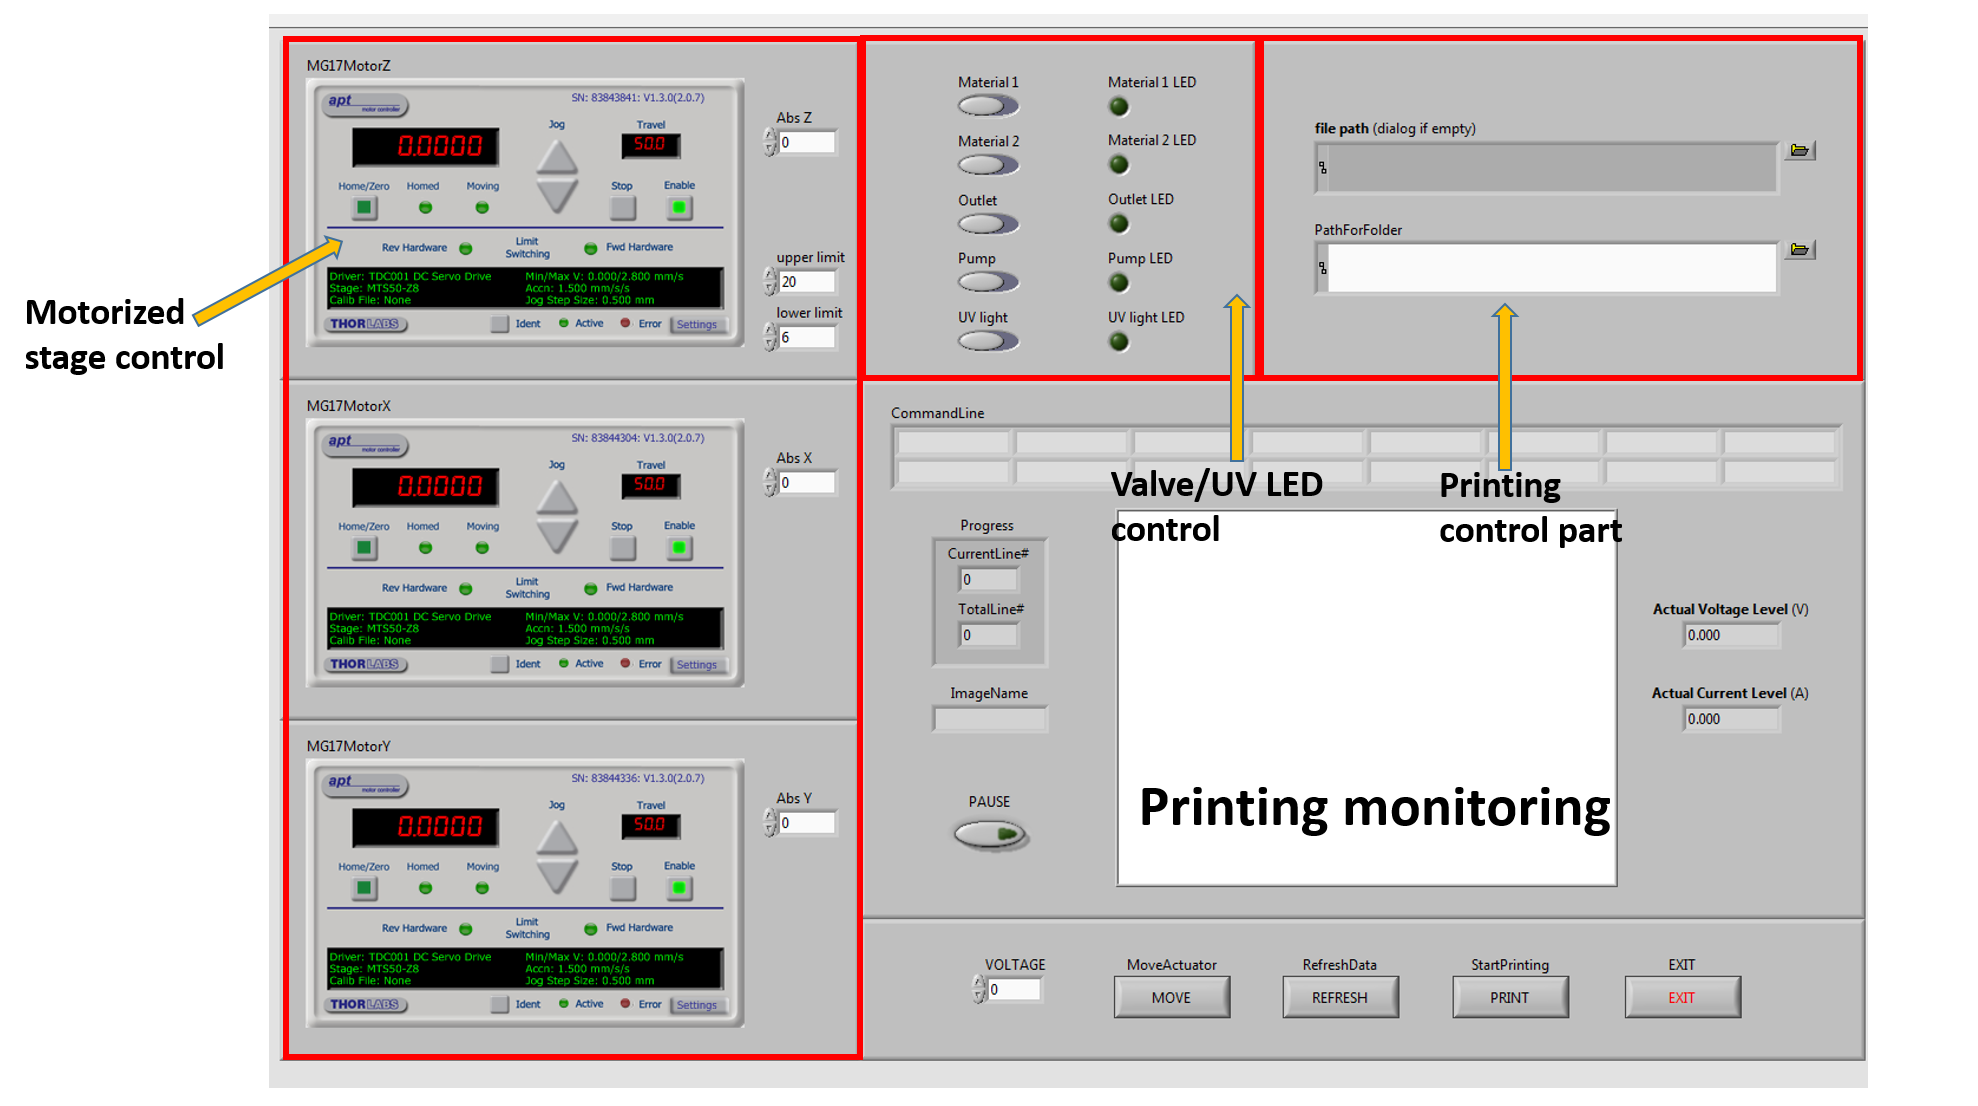 Motorized
stage control
MG17MotorZ
apt
motor controller
SN: 83843841: V1.3.0(2.0.7)
0.0000
Jog
Travel
50.0
Home/Zero Homed Moving
Stop Enable
Rev Hardware
Limit
Switching
Fwd Hardware
Driver: TDC001 DC Servo Drive
Stage: MTS50-Z8
Calib File: None
Min/Max V: 0.000/2.800 mm/s
Accn: 1.500 mm/s/s
Jog Step Size: 0.500 mm
THORLABS
Ident Active Error Settings
Abs Z
0
upper limit
20
lower limit
6
MG17MotorX
apt
motor controller
SN: 83844304: V1.3.0(2.0.7)
0.0000
Jog
Travel
50.0
Home/Zero Homed Moving
Stop Enable
Rev Hardware
Limit
Switching
Fwd Hardware
Driver: TDC001 DC Servo Drive
Stage: MTS50-Z8
Calib File: None
Min/Max V: 0.000/2.800 mm/s
Accn: 1.500 mm/s/s
Jog Step Size: 0.500 mm
THORLABS
Ident Active Error Settings
Abs X
0
MG17MotorY
apt
motor controller
SN: 83844336: V1.3.0(2.0.7)
0.0000
Jog
Travel
50.0
Home/Zero Homed Moving
Stop Enable
Rev Hardware
Limit
Switching
Fwd Hardware
Driver: TDC001 DC Servo Drive
Stage: MTS50-Z8
Calib File: None
Min/Max V: 0.000/2.800 mm/s
Accn: 1.500 mm/s/s
Jog Step Size: 0.500 mm
THORLABS
Ident Active Error Settings
Abs Y
0
Material 1 Material 1 LED
Material 2 Material 2 LED
Outlet Outlet LED
Pump Pump LED
UV light UV light LED
file path (dialog if empty)
PathForFolder
CommandLine
Valve/UV LED
control
Printing
control part
Progress
CurrentLine#
0
TotalLine#
0
ImageName
PAUSE
Printing monitoring
Actual Voltage Level (V)
0.000
Actual Current Level (A)
0.000
VOLTAGE
0
MoveActuator
MOVE
RefreshData
REFRESH
StartPrinting
PRINT
EXIT
EXIT